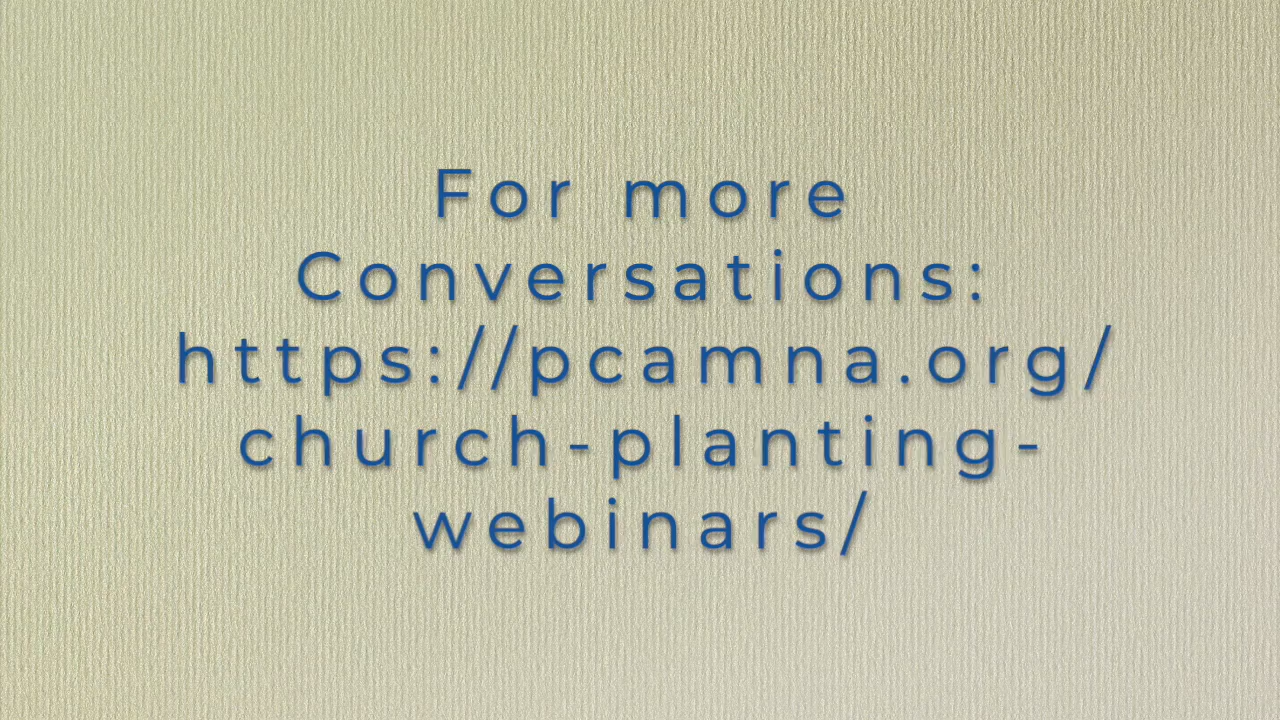 For more
Conversations:
https://pcamna.org/
church-planting-
webinars/